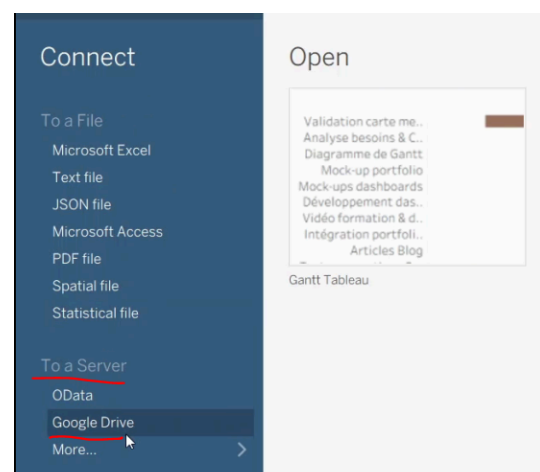 Connect
To a File
Microsoft Excel
Text file
JSON file
Microsoft Access
PDF file
Spatial file
Statistical file
To a Server
OData
Google Drive
More...
Open
Validation carte me..
Analyse besoins & C..
Diagramme de Gantt
Mock-up portfolio
Mock-ups dashboards
Développement das..
Vidéo formation & d..
Intégration portfoli..
Articles Blog
Gantt Tableau